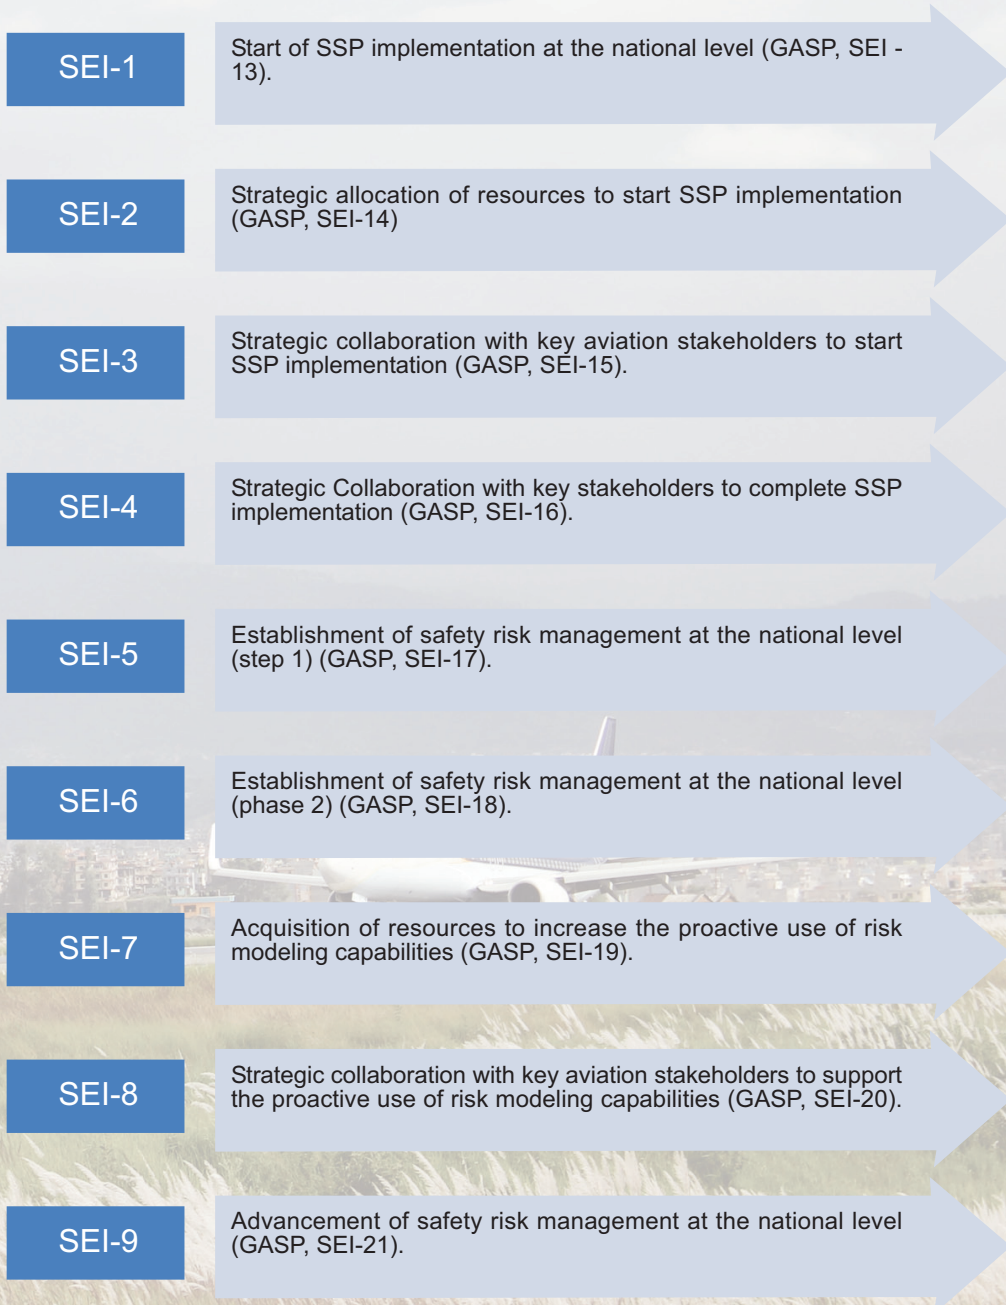 SEI-1
Start of SSP implementation at the national level (GASP, SEI -
13).
SEI-2
Strategic allocation of resources to start SSP implementation
(GASP, SEI-14)
SEI-3
Strategic collaboration with key aviation stakeholders to start
SSP implementation (GASP, SEI-15).
SEI-4
Strategic Collaboration with key stakeholders to complete SSP
implementation (GASP, SEI-16).
SEI-5
Establishment of safety risk management at the national level
(step 1) (GASP, SEI-17).
SEI-6
Establishment of safety risk management at the national level
(phase 2) (GASP, SEI-18).
SEI-7
Acquisition of resources to increase the proactive use of risk
modeling capabilities (GASP, SEI-19).
SEI-8
Strategic collaboration with key aviation stakeholders to support
the proactive use of risk modeling capabilities (GASP, SEI-20).
SEI-9
Advancement of safety risk management at the national level
(GASP, SEI-21).